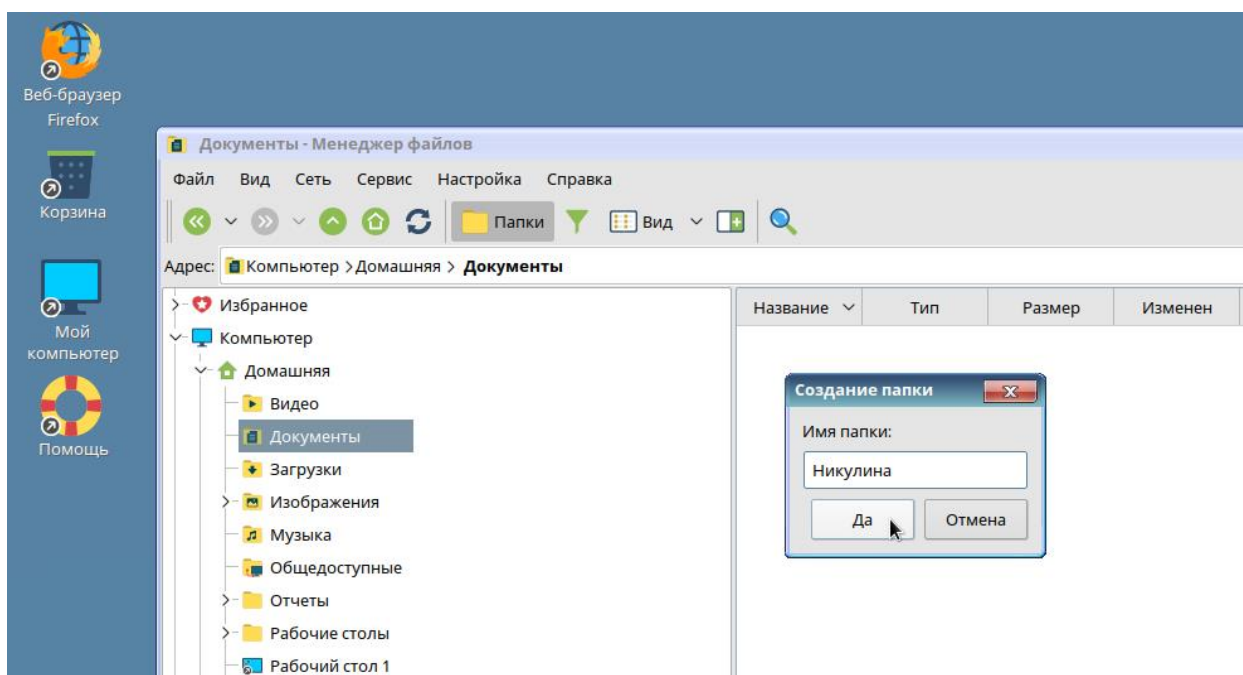 Веб-браузер
Firefox
Корзина
Мой
компьютер
Помощь
Документы - Менеджер файлов
Файл Вид Сеть Сервис Настройка Справка
Папки Вид
Адрес: Компьютер > Домашняя > Документы
Избранное
Компьютер
Домашняя
Видео
Документы
Загрузки
Изображения
Музыка
Общедоступные
Отчеты
Рабочие столы
Рабочий стол 1
Название Тип Размер Изменен
Создание папки
Имя папки:
Никулина
Да Отмена